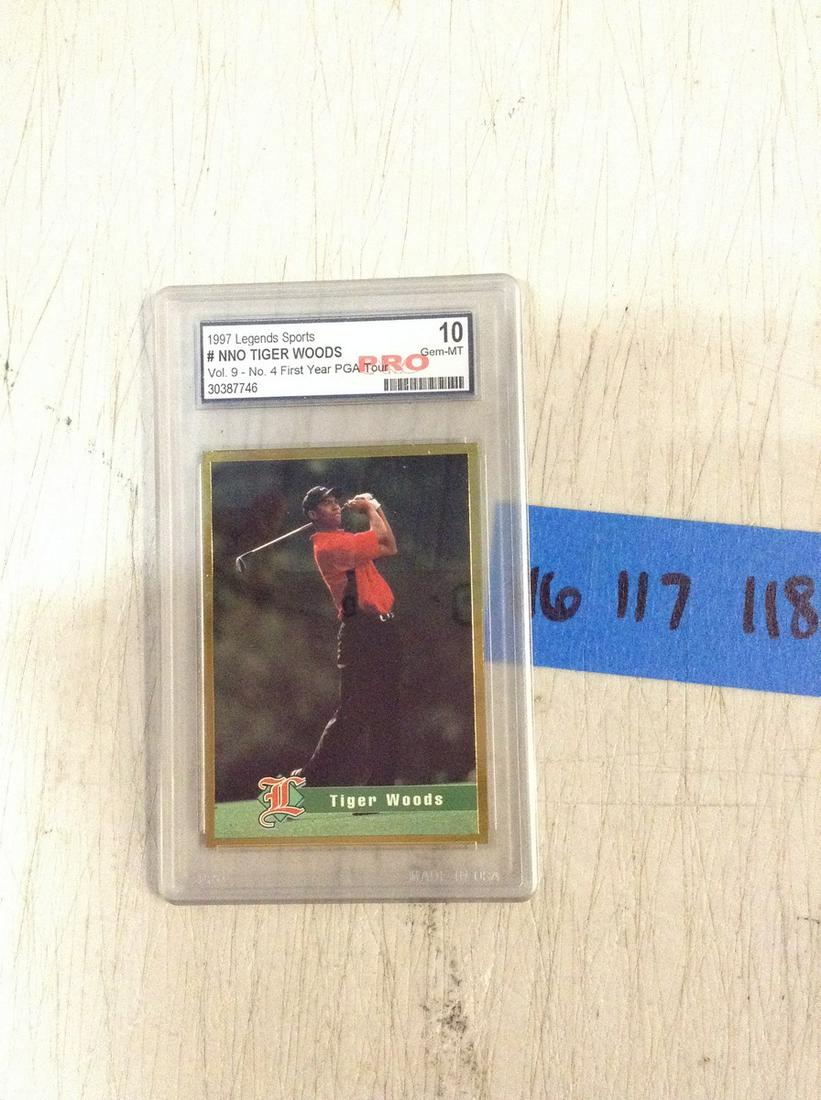 1997 Legends Sports
# NNO TIGER WOODS
Vol. 9 - No. 4 First Year PGA Tour
30387746
10
Gem-MT
PRO
16 117 118
L
Tiger Woods
MADE IN USA